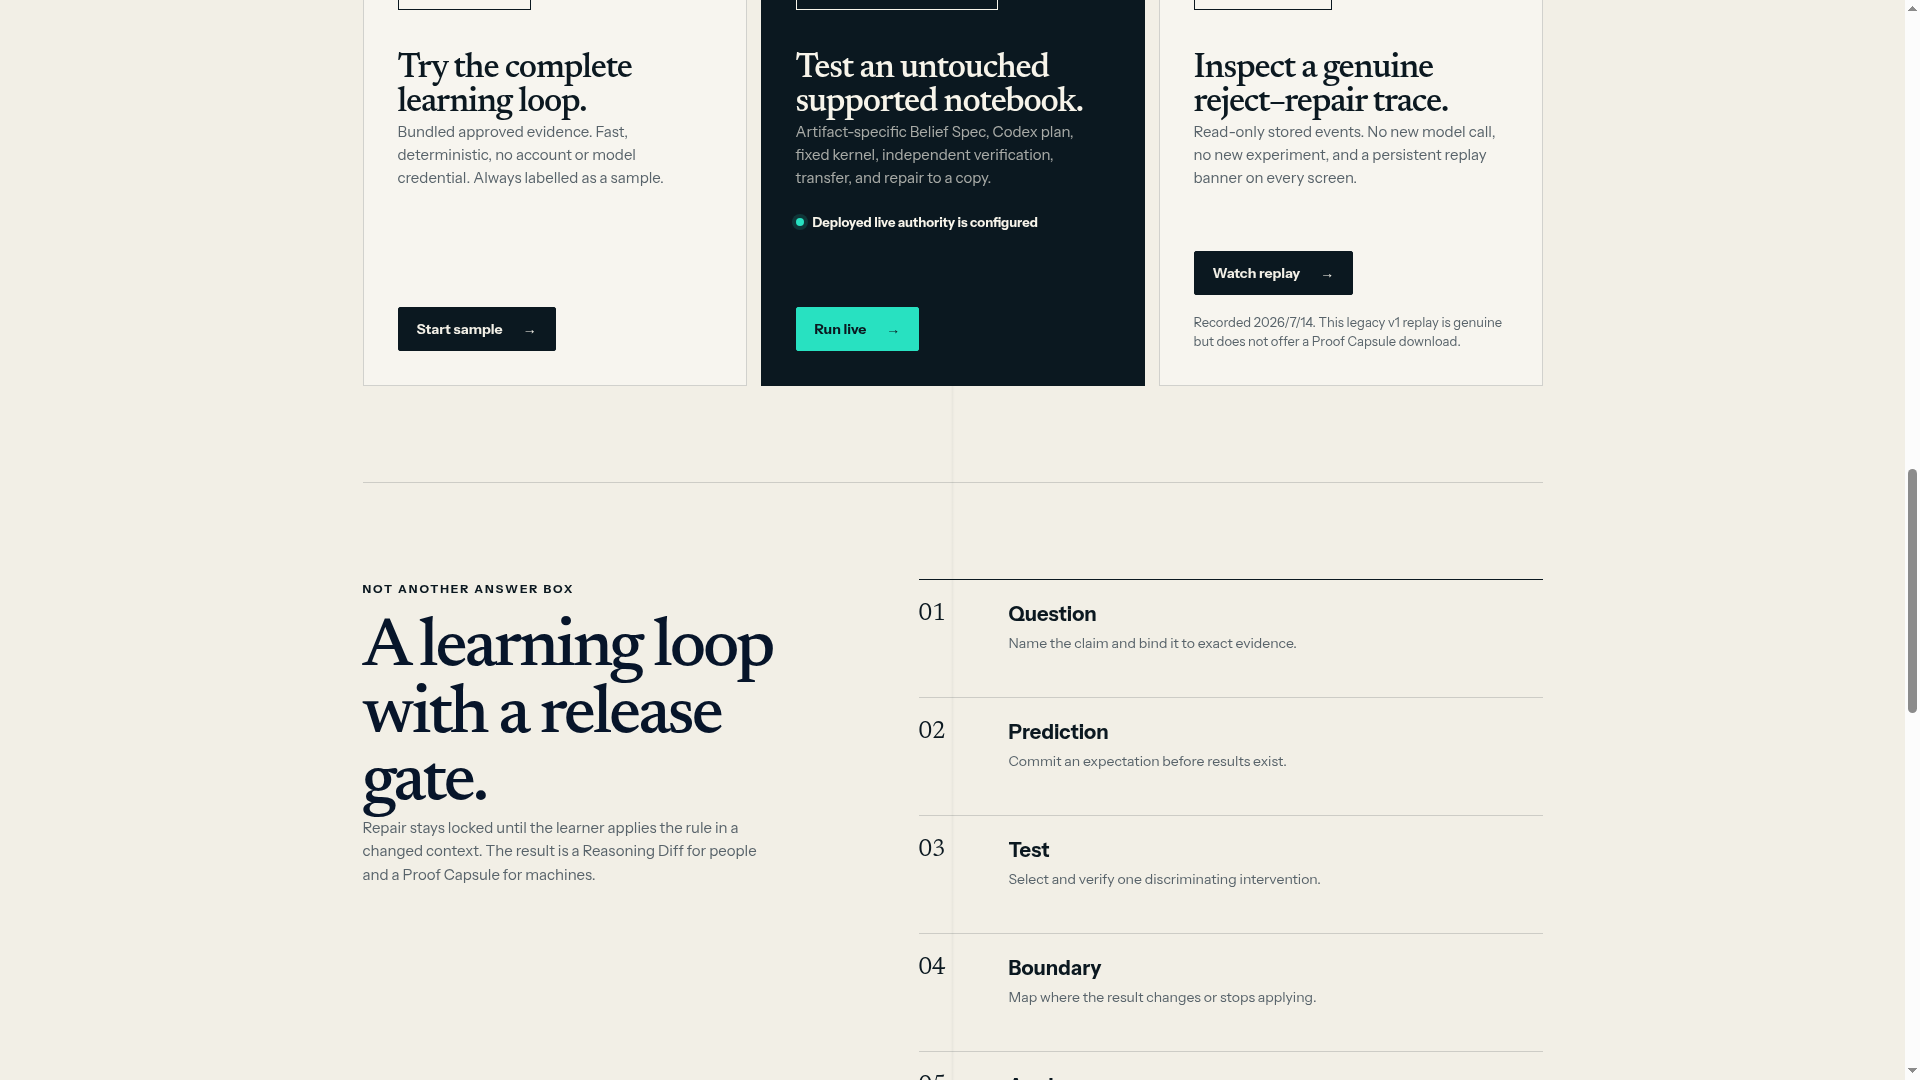 Try the complete
learning loop.
Bundled approved evidence. Fast,
deterministic, no account or model
credential. Always labelled as a sample.
Start sample →
Test an untouched
supported notebook.
Artifact-specific Belief Spec, Codex plan,
fixed kernel, independent verification,
transfer, and repair to a copy.
Deployed live authority is configured
Run live →
Inspect a genuine
reject–repair trace.
Read-only stored events. No new model call,
no new experiment, and a persistent replay
banner on every screen.
Watch replay →
Recorded 2026/7/14. This legacy v1 replay is genuine
but does not offer a Proof Capsule download.
NOT ANOTHER ANSWER BOX
A learning loop
with a release
gate.
Repair stays locked until the learner applies the rule in a
changed context. The result is a Reasoning Diff for people
and a Proof Capsule for machines.
01 Question
Name the claim and bind it to exact evidence.
02 Prediction
Commit an expectation before results exist.
03 Test
Select and verify one discriminating intervention.
04 Boundary
Map where the result changes or stops applying.